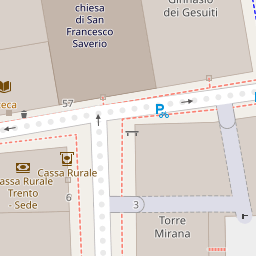 chiesa
di San
Francesco
Saverio
Ginnasio
dei Gesuiti
57
P
Cassa Rurale
Cassa Rurale
Trento
- Sede
6
3
Torre
Mirana